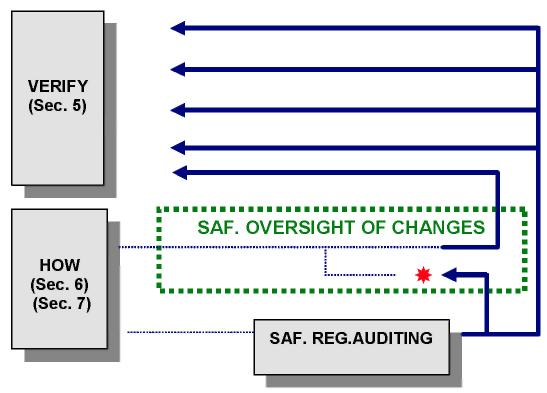 VERIFY
(Sec. 5)
SAF. OVERSIGHT OF CHANGES
HOW
(Sec. 6)
(Sec. 7)
SAF. REG.AUDITING